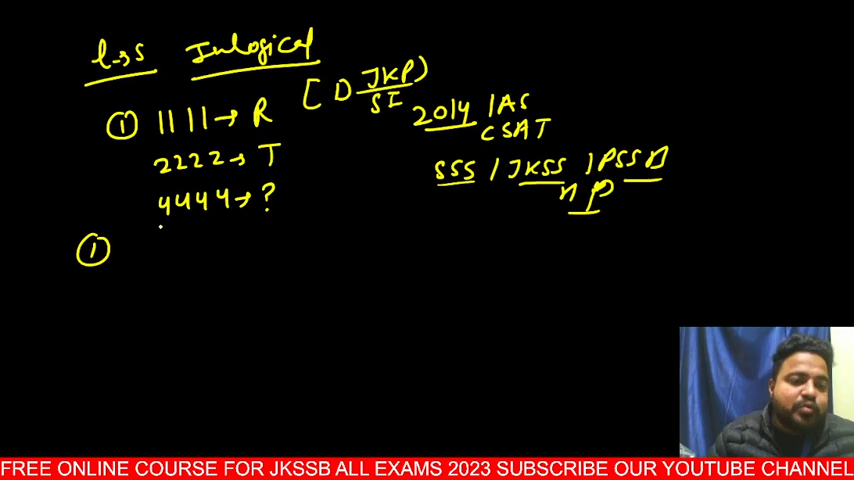 less Inlogical
① 1111 → R [ D JKP)
SI
2014 IAS
CSAT
2222 → T
SSS / JKSS / PSSB
4444 → ?
①
FREE ONLINE COURSE FOR JKSSB ALL EXAMS 2023 SUBSCRIBE OUR YOUTUBE CHANNEL